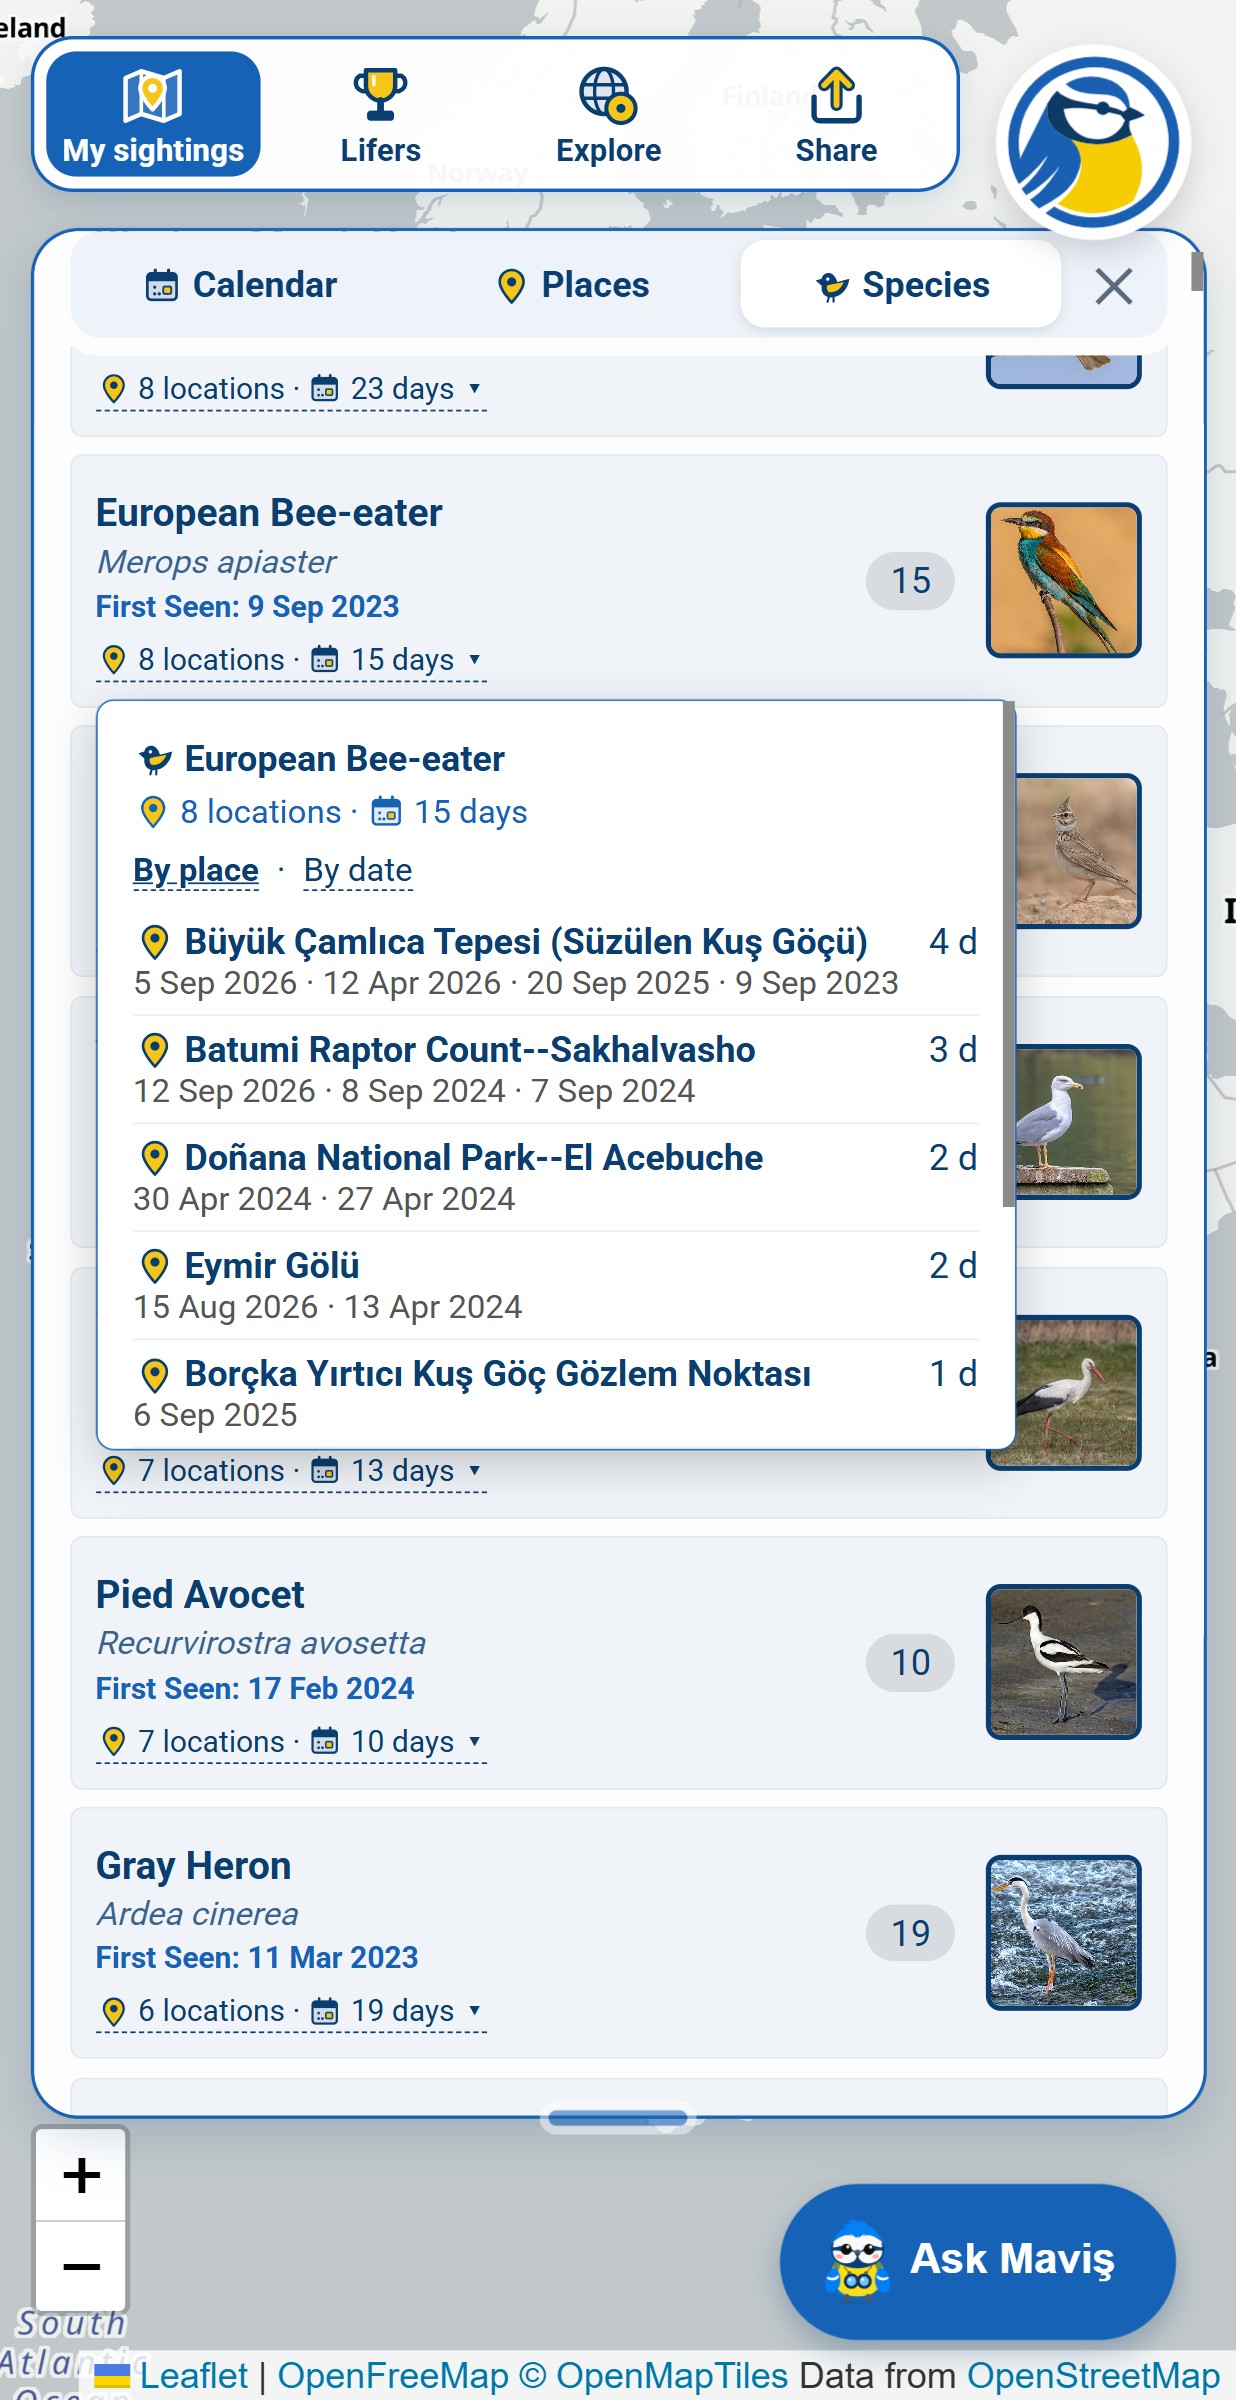 eland
Finland
Norway
My sightings
Lifers
Explore
Share
Calendar
Places
Species
8 locations · 23 days ▾
European Bee-eater
Merops apiaster
First Seen: 9 Sep 2023
15
8 locations · 15 days ▾
European Bee-eater
8 locations · 15 days
By place · By date
Büyük Çamlıca Tepesi (Süzülen Kuş Göçü) 4 d
5 Sep 2026 · 12 Apr 2026 · 20 Sep 2025 · 9 Sep 2023
Batumi Raptor Count--Sakhalvasho 3 d
12 Sep 2026 · 8 Sep 2024 · 7 Sep 2024
Doñana National Park--El Acebuche 2 d
30 Apr 2024 · 27 Apr 2024
Eymir Gölü 2 d
15 Aug 2026 · 13 Apr 2024
Borçka Yırtıcı Kuş Göç Gözlem Noktası 1 d
6 Sep 2025
7 locations · 13 days ▾
Pied Avocet
Recurvirostra avosetta
First Seen: 17 Feb 2024
10
7 locations · 10 days ▾
Gray Heron
Ardea cinerea
First Seen: 11 Mar 2023
19
6 locations · 19 days ▾
+
−
Ask Maviş
South
Atlantic
Ocean
Leaflet | OpenFreeMap © OpenMapTiles Data from OpenStreetMap